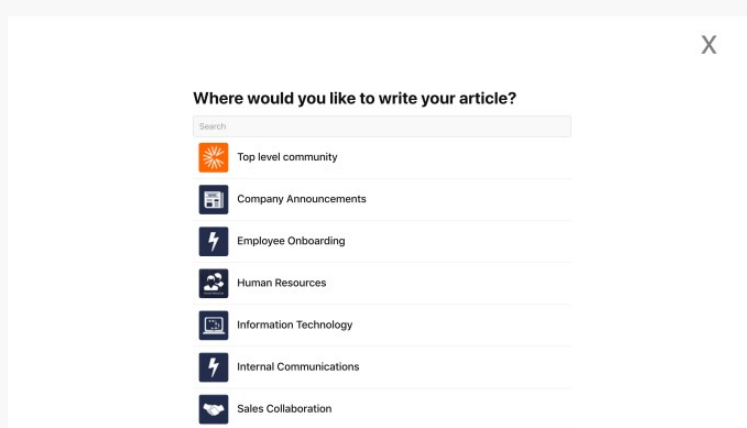 X
Where would you like to write your article?
Search
Top level community
Company Announcements
Employee Onboarding
Human Resources
Information Technology
Internal Communications
Sales Collaboration